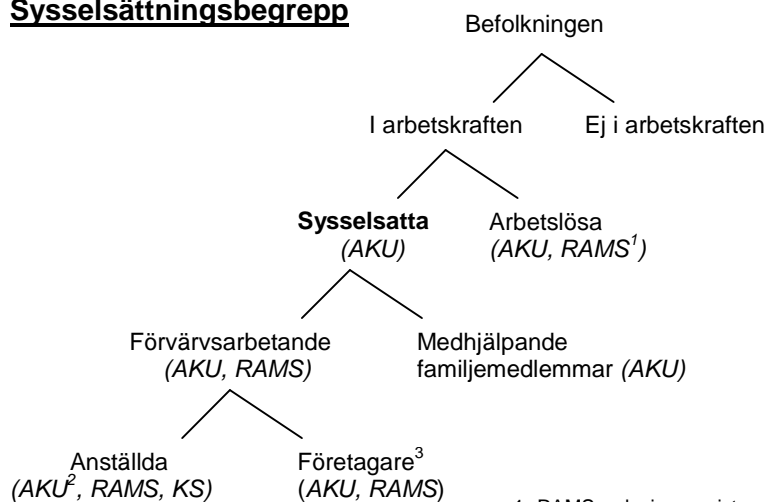 Sysselsättningsbegrepp
Befolkningen
I arbetskraften Ej i arbetskraften
Sysselsatta Arbetslösa
(AKU) (AKU, RAMS¹)
Förvärvsarbetande Medhjälpande
(AKU, RAMS) familjemedlemmar (AKU)
Anställda Företagare³
(AKU², RAMS, KS) (AKU, RAMS)